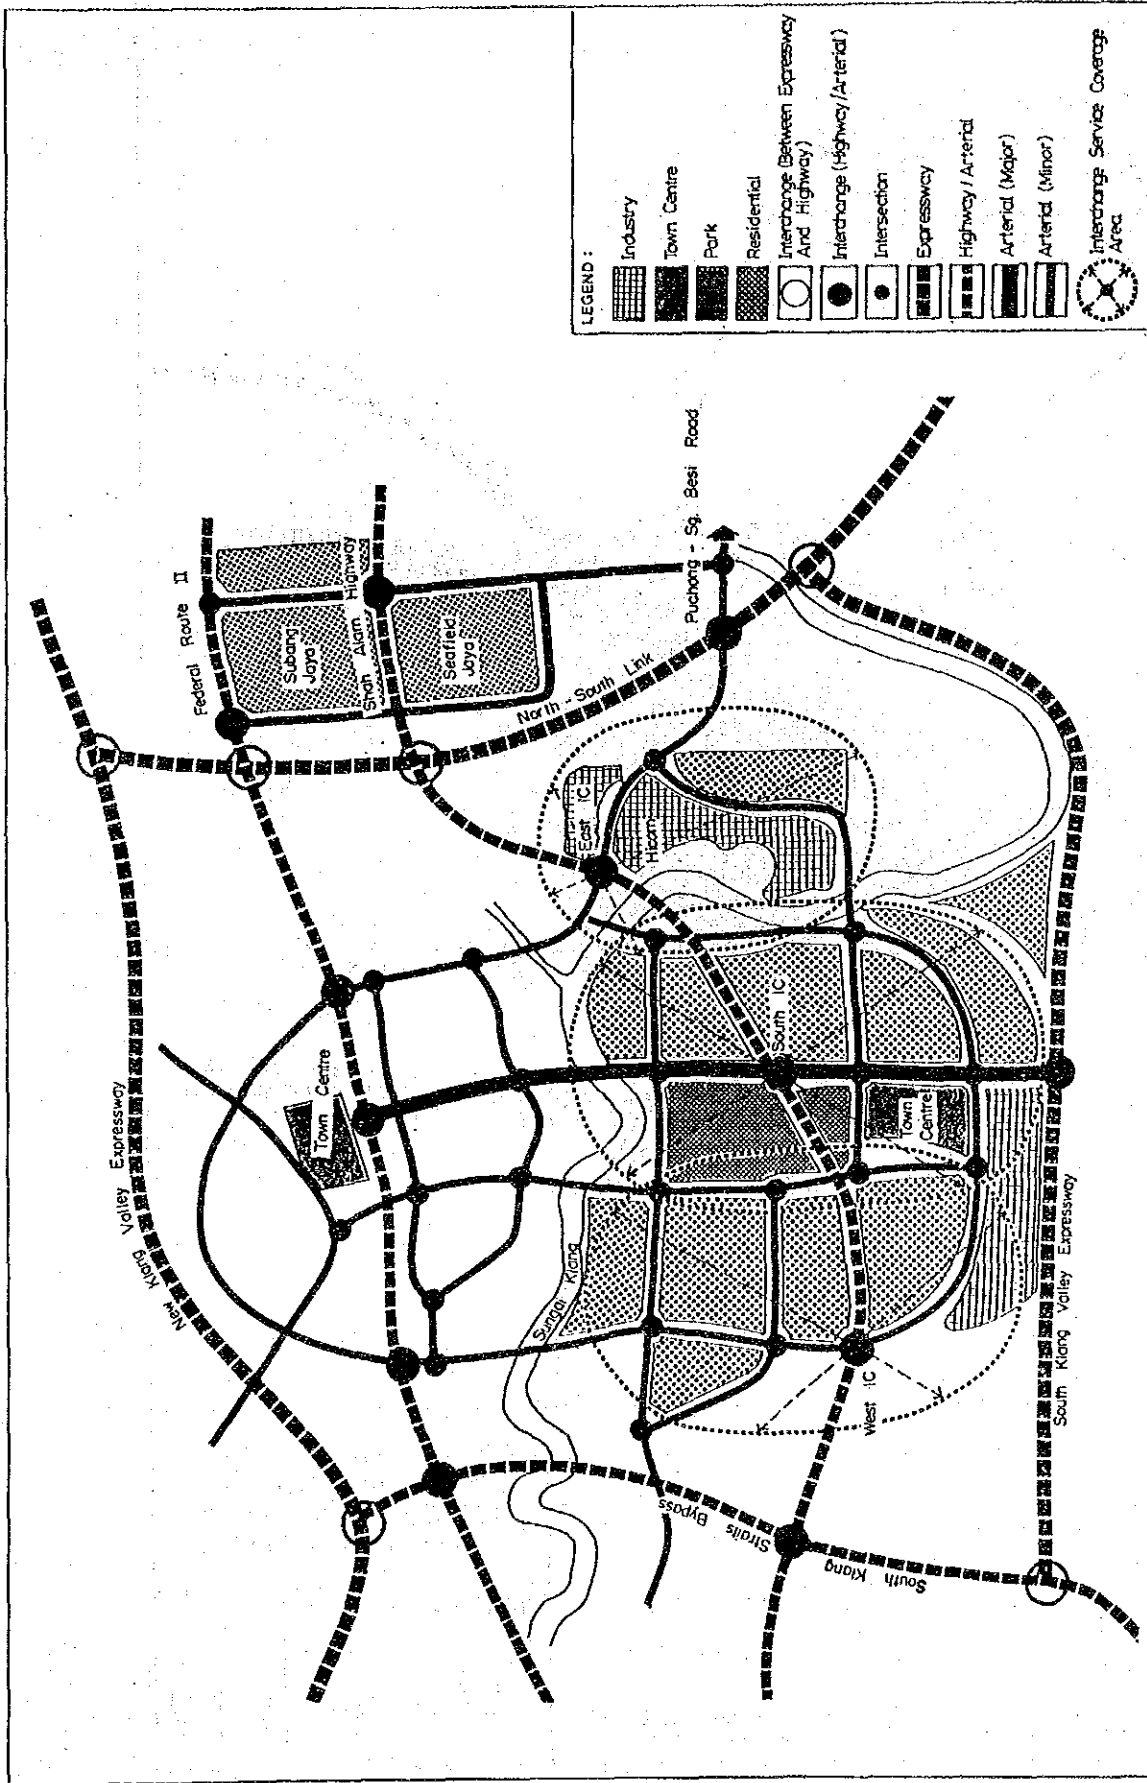 New Klang Valley Expressway
Federal Route II
Subang
Jaya
Shah Alam Highway
Seafield
Jaya
North - South Link
Puchong - Sg. Besi Road
Town Centre
East IC
Hicom
Sungai Klang
South IC
Town
Centre
West IC
South Klang Valley Expressway
South Klang
Straits Bypass
LEGEND :
Industry
Town Centre
Park
Residential
Interchange (Between Expressway
And Highway)
Interchange (Highway/Arterial)
Intersection
Expressway
Highway / Arterial
Arterial (Major)
Arterial (Minor)
Interchange Service Coverage
Area